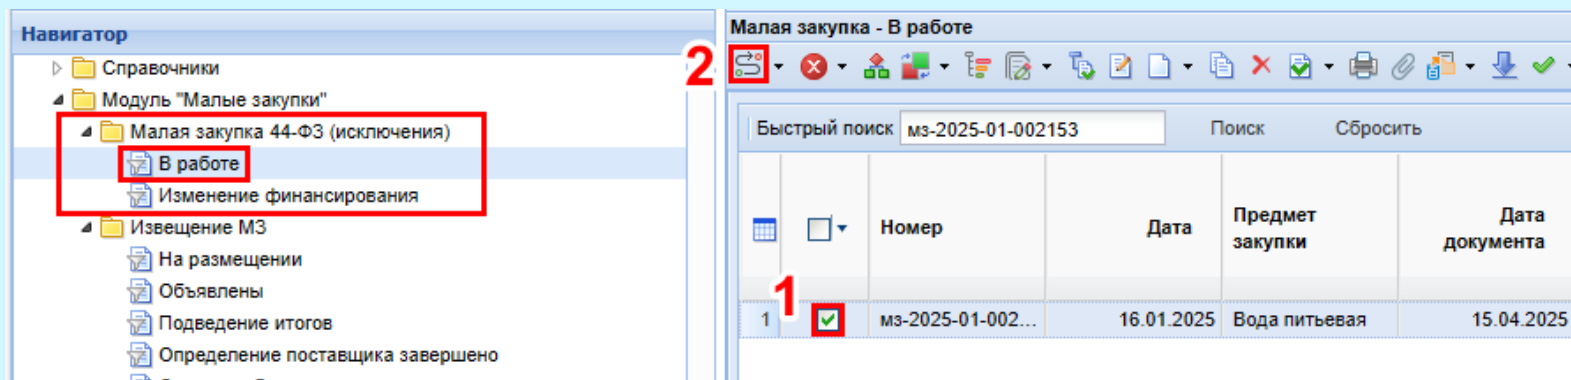 Навигатор
Справочники
Модуль "Малые закупки"
Малая закупка 44-ФЗ (исключения)
В работе
Изменение финансирования
Извещение МЗ
На размещении
Объявлены
Подведение итогов
Определение поставщика завершено
Малая закупка - В работе
2
Быстрый поиск мз-2025-01-002153 Поиск Сбросить
Номер Дата Предмет закупки Дата документа
1
1 мз-2025-01-002... 16.01.2025 Вода питьевая 15.04.2025